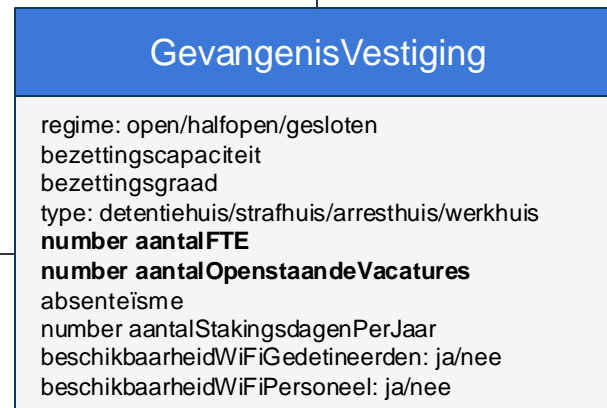 GevangenisVestiging
regime: open/halfopen/gesloten
bezettingscapaciteit
bezettingsgraad
type: detentiehuis/strafhuis/arresthuis/werkhuis
number aantalFTE
number aantalOpenstaandeVacatures
absenteïsme
number aantalStakingsdagenPerJaar
beschikbaarheidWiFiGedetineerden: ja/nee
beschikbaarheidWiFiPersoneel: ja/nee